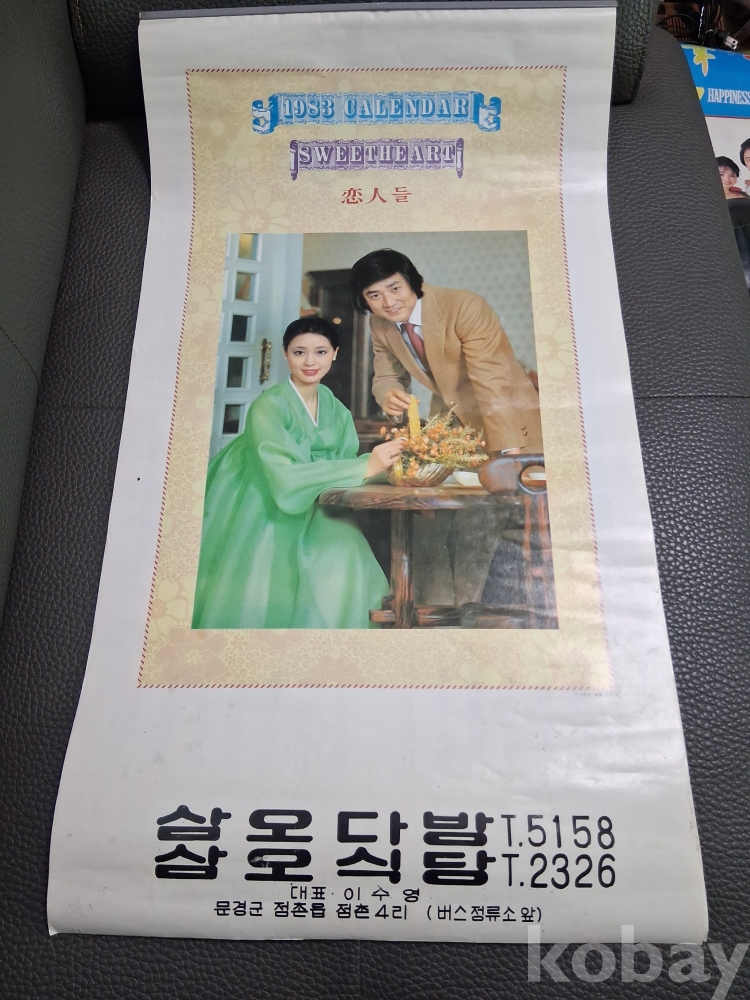 1983 CALENDAR
SWEETHEART
恋人들
HAPPINESS
삼오다방 T.5158
삼오식당 T.2326
대표·이수영
문경군 점촌읍 점촌4리 (버스정류소앞)
kobay